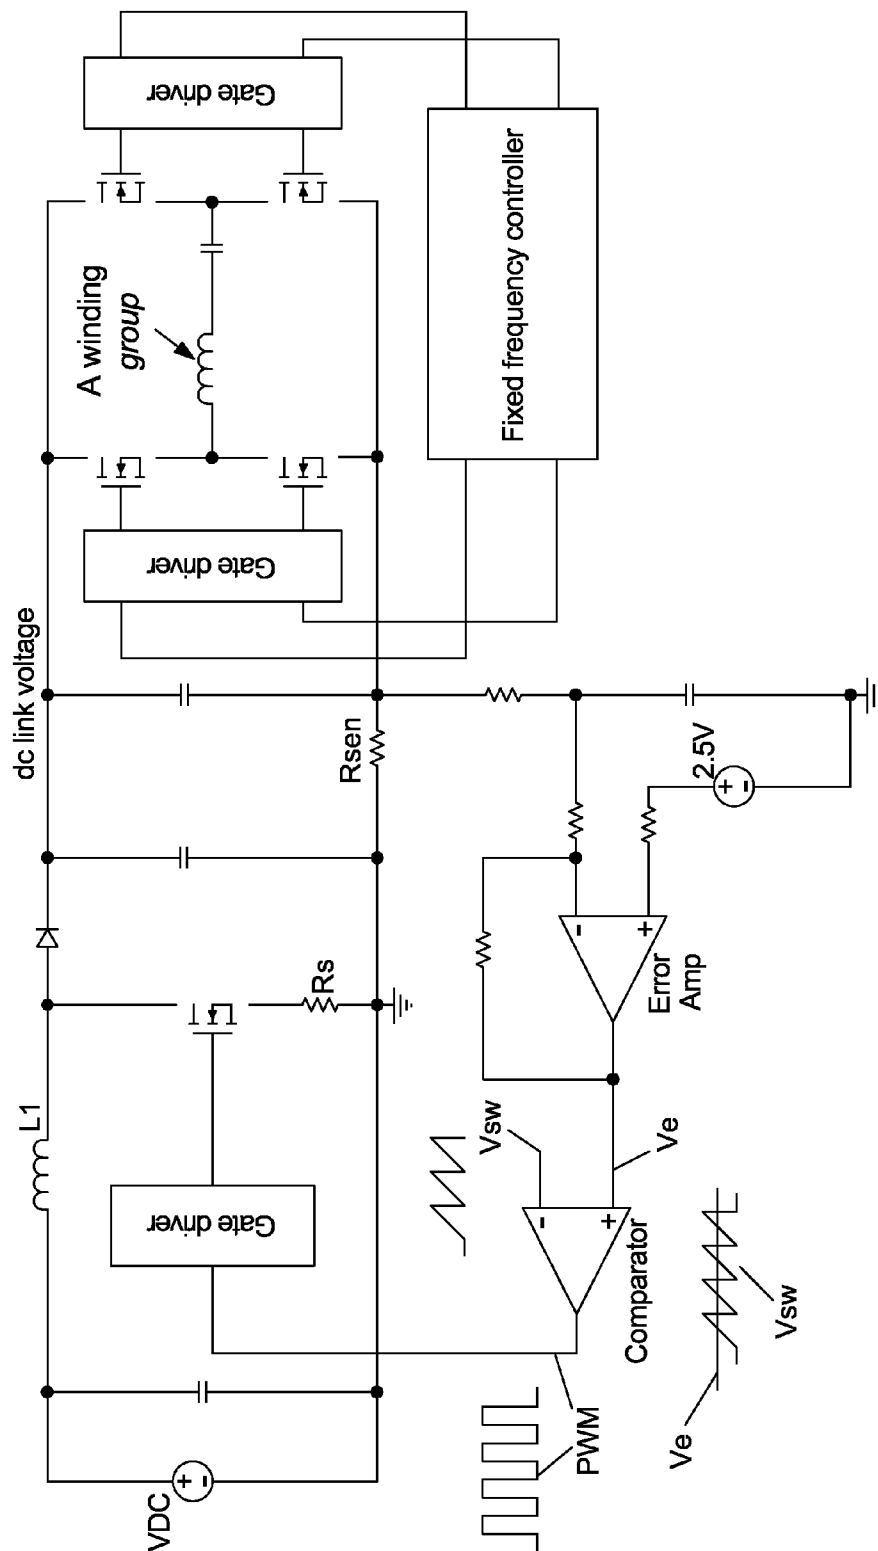 VDC
L1
Gate driver
Rs
dc link voltage
Rsen
Gate driver
A winding
group
Gate driver
Fixed frequency controller
2.5V
Error
Amp
Vsw
Ve
Comparator
PWM
Ve
Vsw
+
-
-
+
-
+
+
-